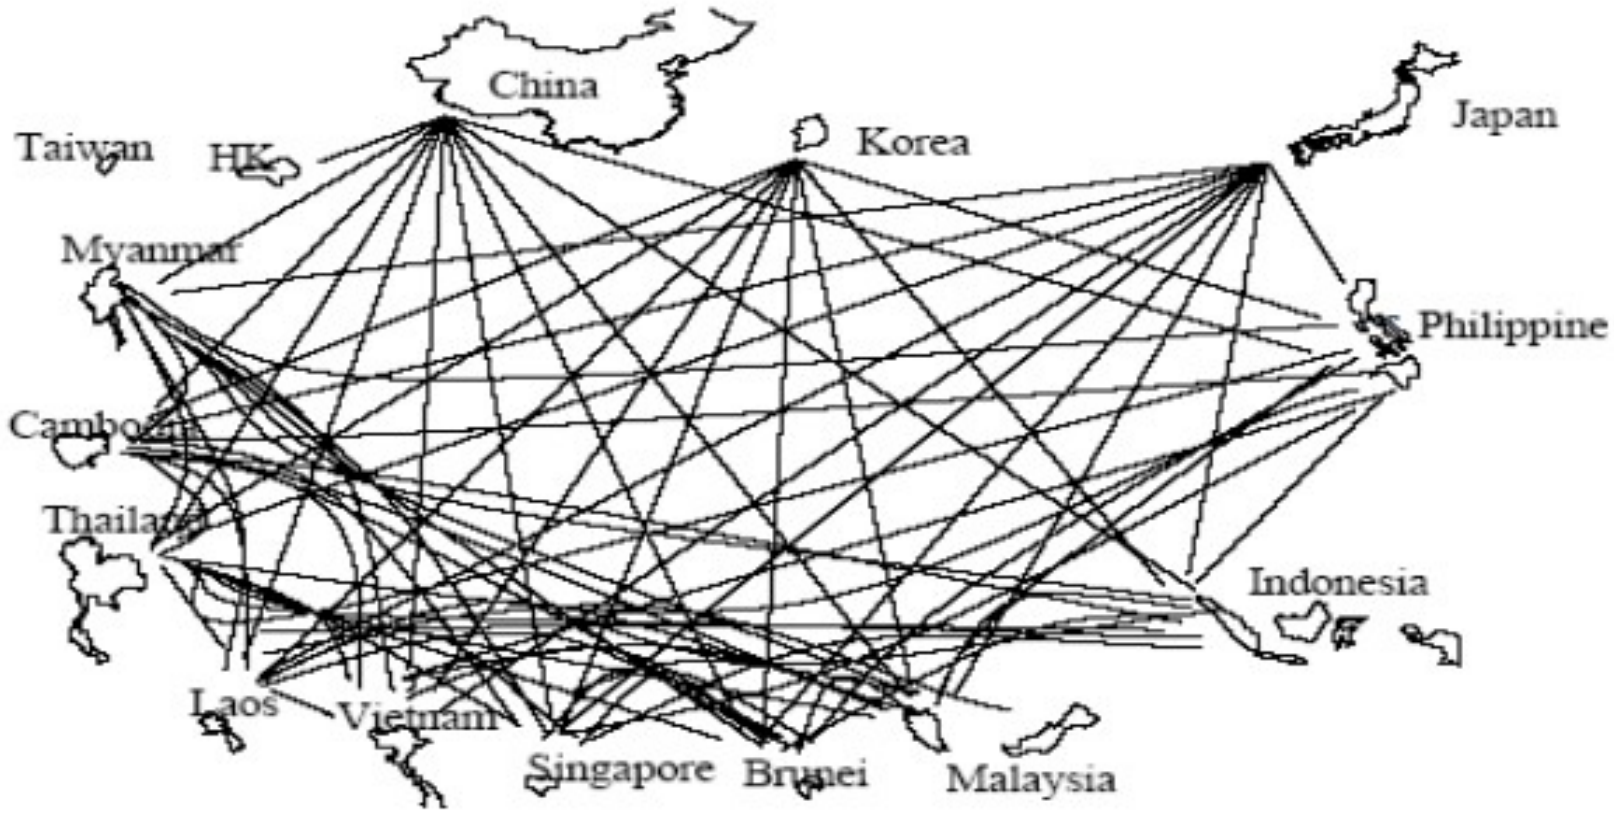 China
Japan
Korea
Taiwan
HK
Myanmar
Philippine
Cambodia
Thailand
Indonesia
Laos
Vietnam
Singapore
Brunei
Malaysia